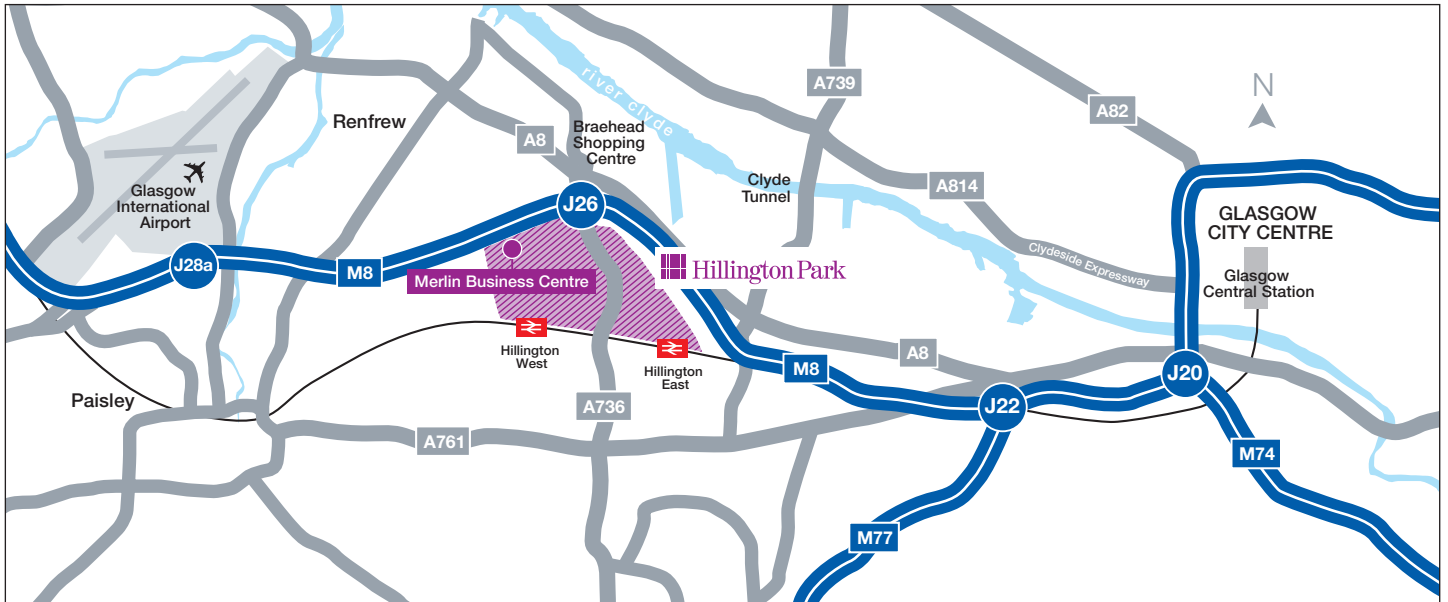 A739
river clyde
N
A82
Renfrew
A8
Braehead
Shopping
Centre
Clyde
Tunnel
A814
Glasgow
International
Airport
J26
GLASGOW
CITY CENTRE
J28a
M8
Merlin Business Centre
Hillington Park
Clydeside Expressway
Glasgow
Central Station
Hillington
West
Hillington
East
A8
M8
J20
Paisley
A736
J22
A761
M74
M77